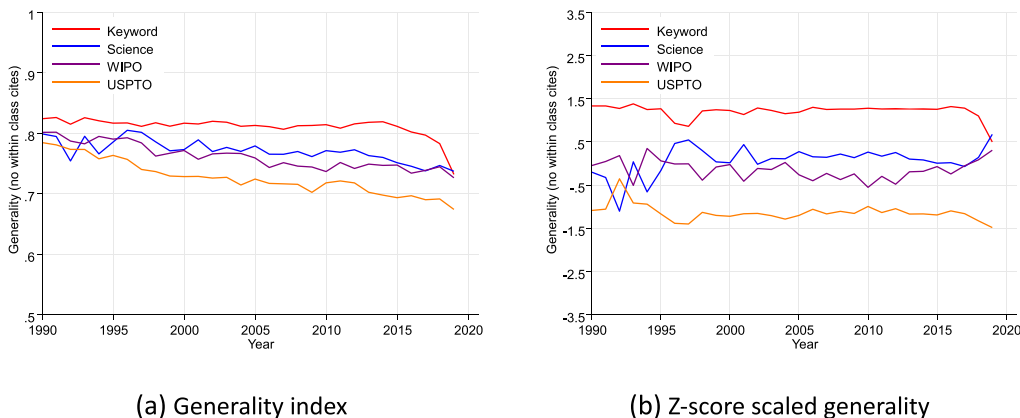 Generality (no within class cites)
1
.9
.8
.7
.6
.5
Keyword
Science
WIPO
USPTO
1990 1995 2000 2005 2010 2015 2020
Year
(a) Generality index
Generality (no within class cites)
3.5
2.5
1.5
.5
-.5
-1.5
-2.5
-3.5
Keyword
Science
WIPO
USPTO
1990 1995 2000 2005 2010 2015 2020
Year
(b) Z-score scaled generality